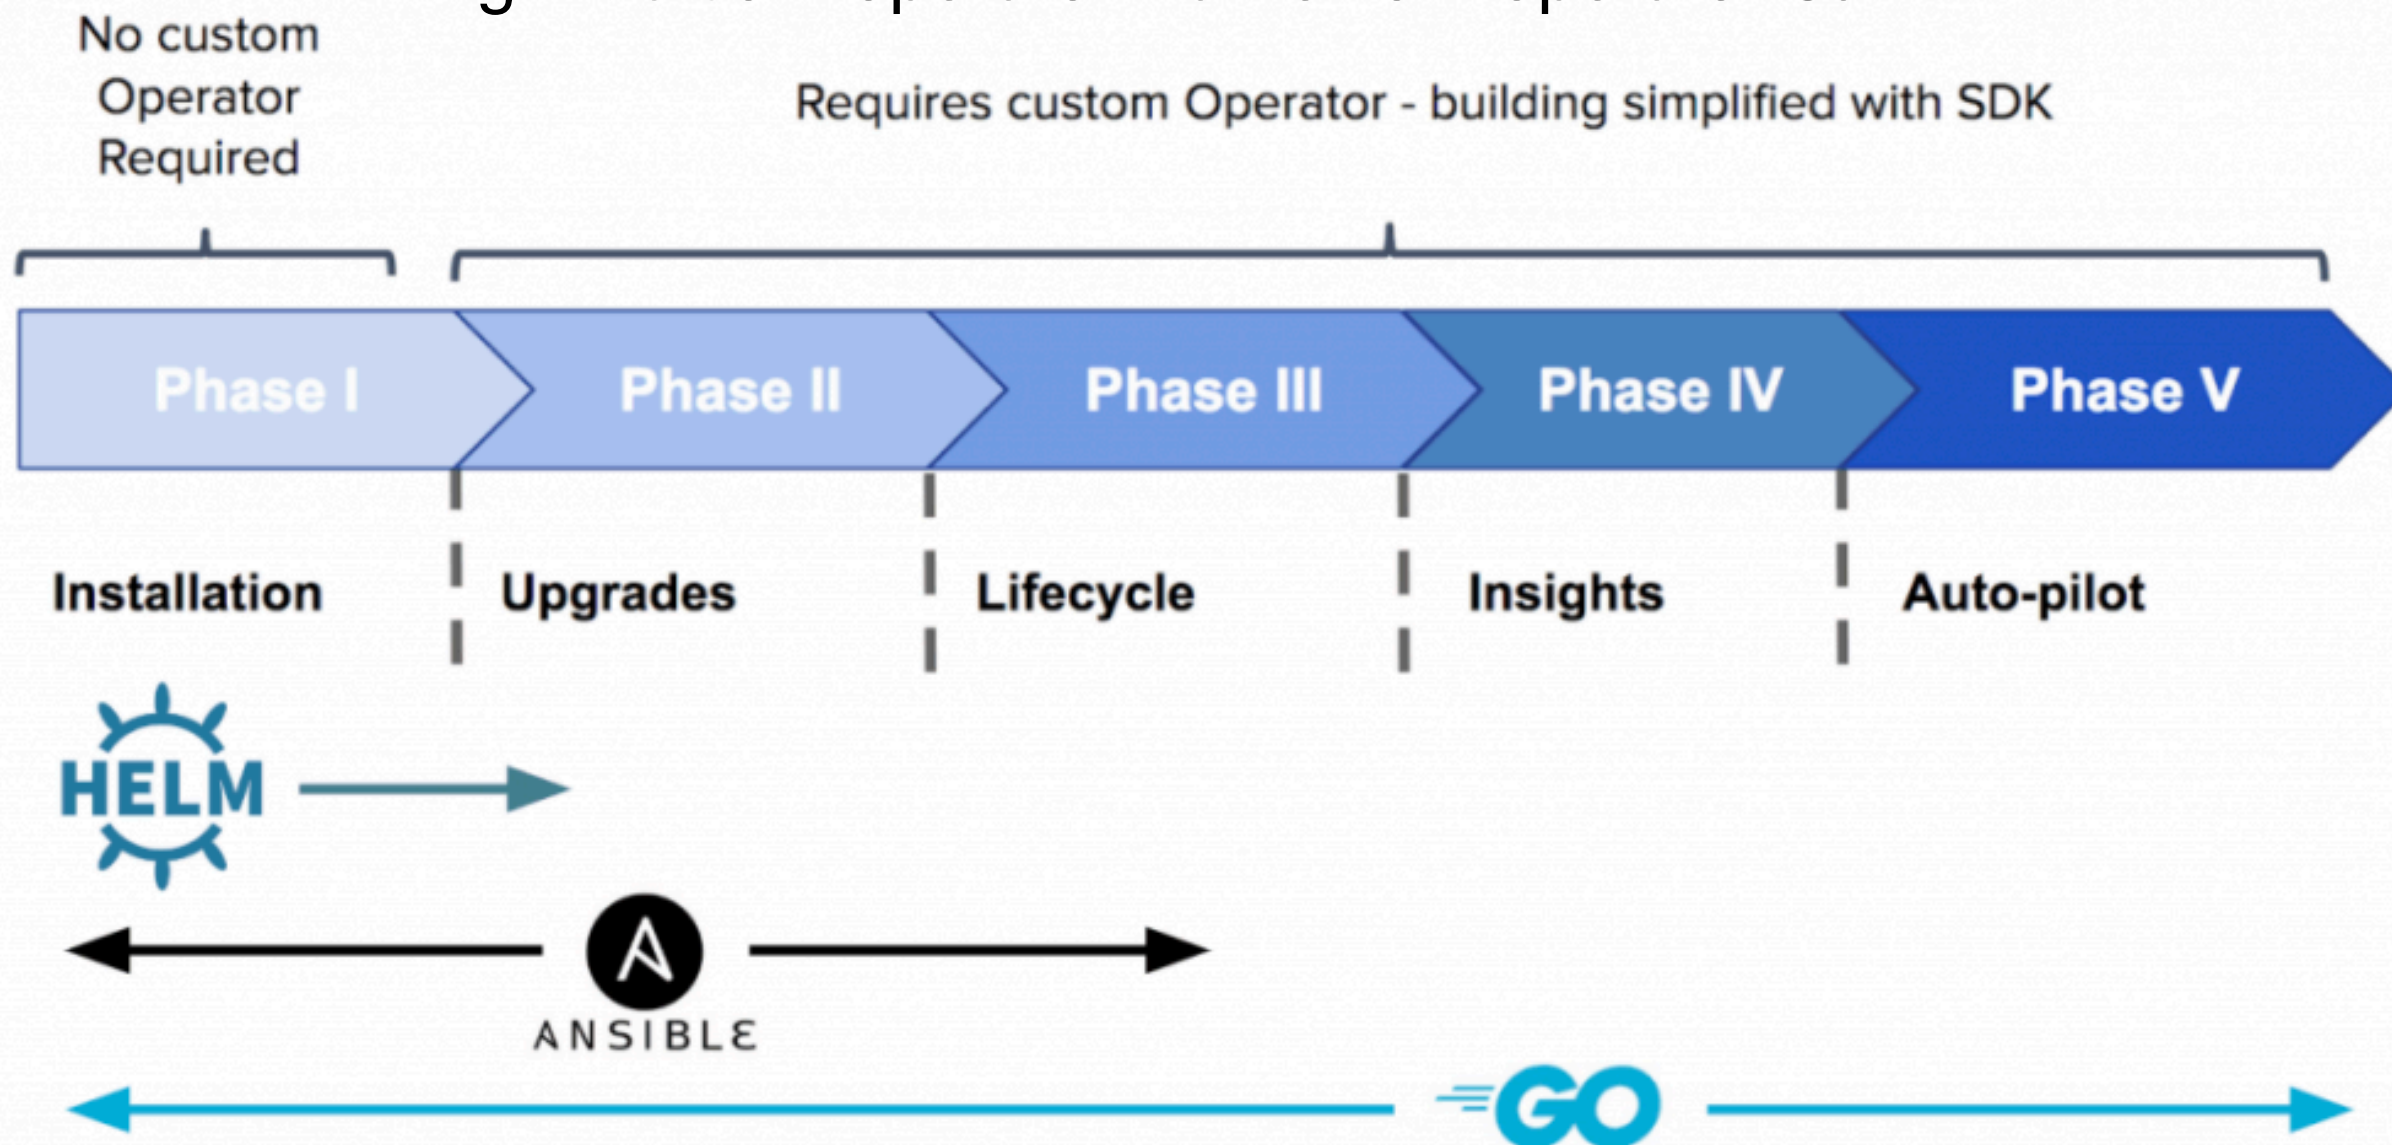 No custom
Operator
Required
Requires custom Operator - building simplified with SDK
Phase I
Phase II
Phase III
Phase IV
Phase V
Installation
Upgrades
Lifecycle
Insights
Auto-pilot
HELM
ANSIBLE
GO